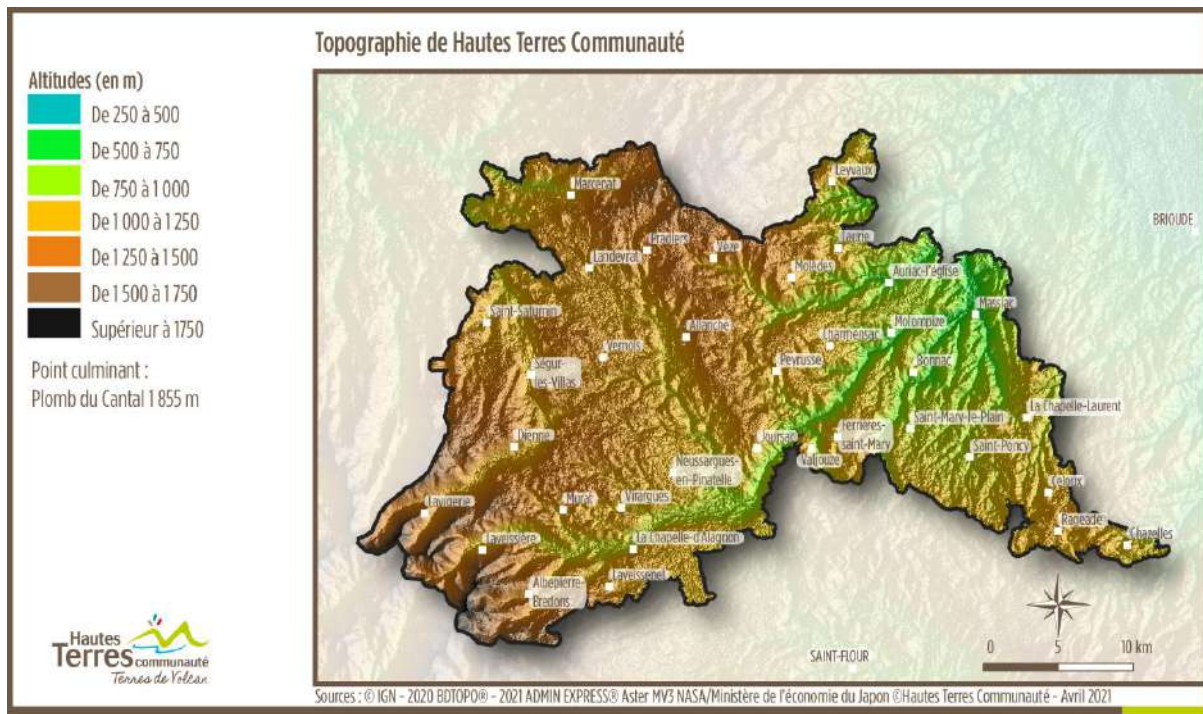 Topographie de Hautes Terres Communauté
Altitudes (en m)
De 250 à 500
De 500 à 750
De 750 à 1 000
De 1 000 à 1 250
De 1 250 à 1 500
De 1 500 à 1 750
Supérieur à 1750
Point culminant :
Plomb du Cantal 1 855 m
Leyvaux
Marcenat
BRIOUDE
Pradiers
Vèze
Laurie
Landeyrat
Molèdes
Auriac-l'église
Massiac
Saint-Saturnin
Allanche
Charmensac
Molompize
Vernols
Peyrusse
Bonnac
Ségur-
les-Villas
La Chapelle-Laurent
Saint-Mary-le-Plain
Dienne
Joursac
Ferrières-
saint-Mary
Valjouze
Saint-Poncy
Neussargues-
en-Pinatelle
Celoux
Lavigerie
Murat
Virargues
Rageade
Chazelles
Laveissière
La Chapelle-d'Alagnon
Albepierre-
Bredons
Laveissenet
0 5 10 km
SAINT-FLOUR
Hautes
Terres communauté
Terres de Volcan
Sources : © IGN - 2020 BDTOPO® - 2021 ADMIN EXPRESS® Aster MV3 NASA/Ministère de l'économie du Japon ©Hautes Terres Communauté - Avril 2021